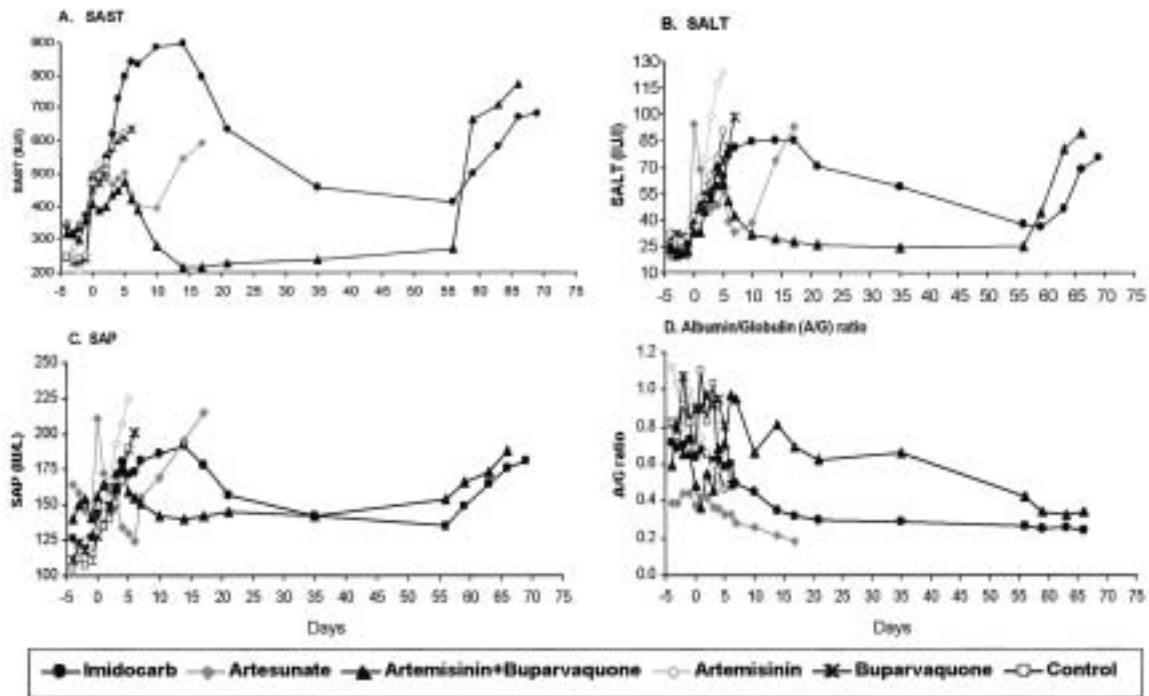 A. SAST
SAST (IU/l)
800
800
700
600
500
400
300
200
-5 0 5 10 15 20 25 30 35 40 45 50 55 60 65 70 75
B. SALT
SALT (IU/l)
130
115
100
85
70
55
40
25
10
-5 0 5 10 15 20 25 30 35 40 45 50 55 60 65 69 75
C. SAP
SAP (IU/L)
250
225
200
175
150
125
100
-5 0 5 10 15 20 25 30 35 40 45 50 55 60 65 70 75
Days
D. Albumin/Globulin (A/G) ratio
A/G ratio
1.2
1.0
0.8
0.6
0.4
0.2
0.0
-5 0 5 10 15 20 25 30 35 40 45 50 55 60 65 70 75
Days
Imidocarb Artesunate Artemisinin+Buparvaquone Artemisinin Buparvaquone Control